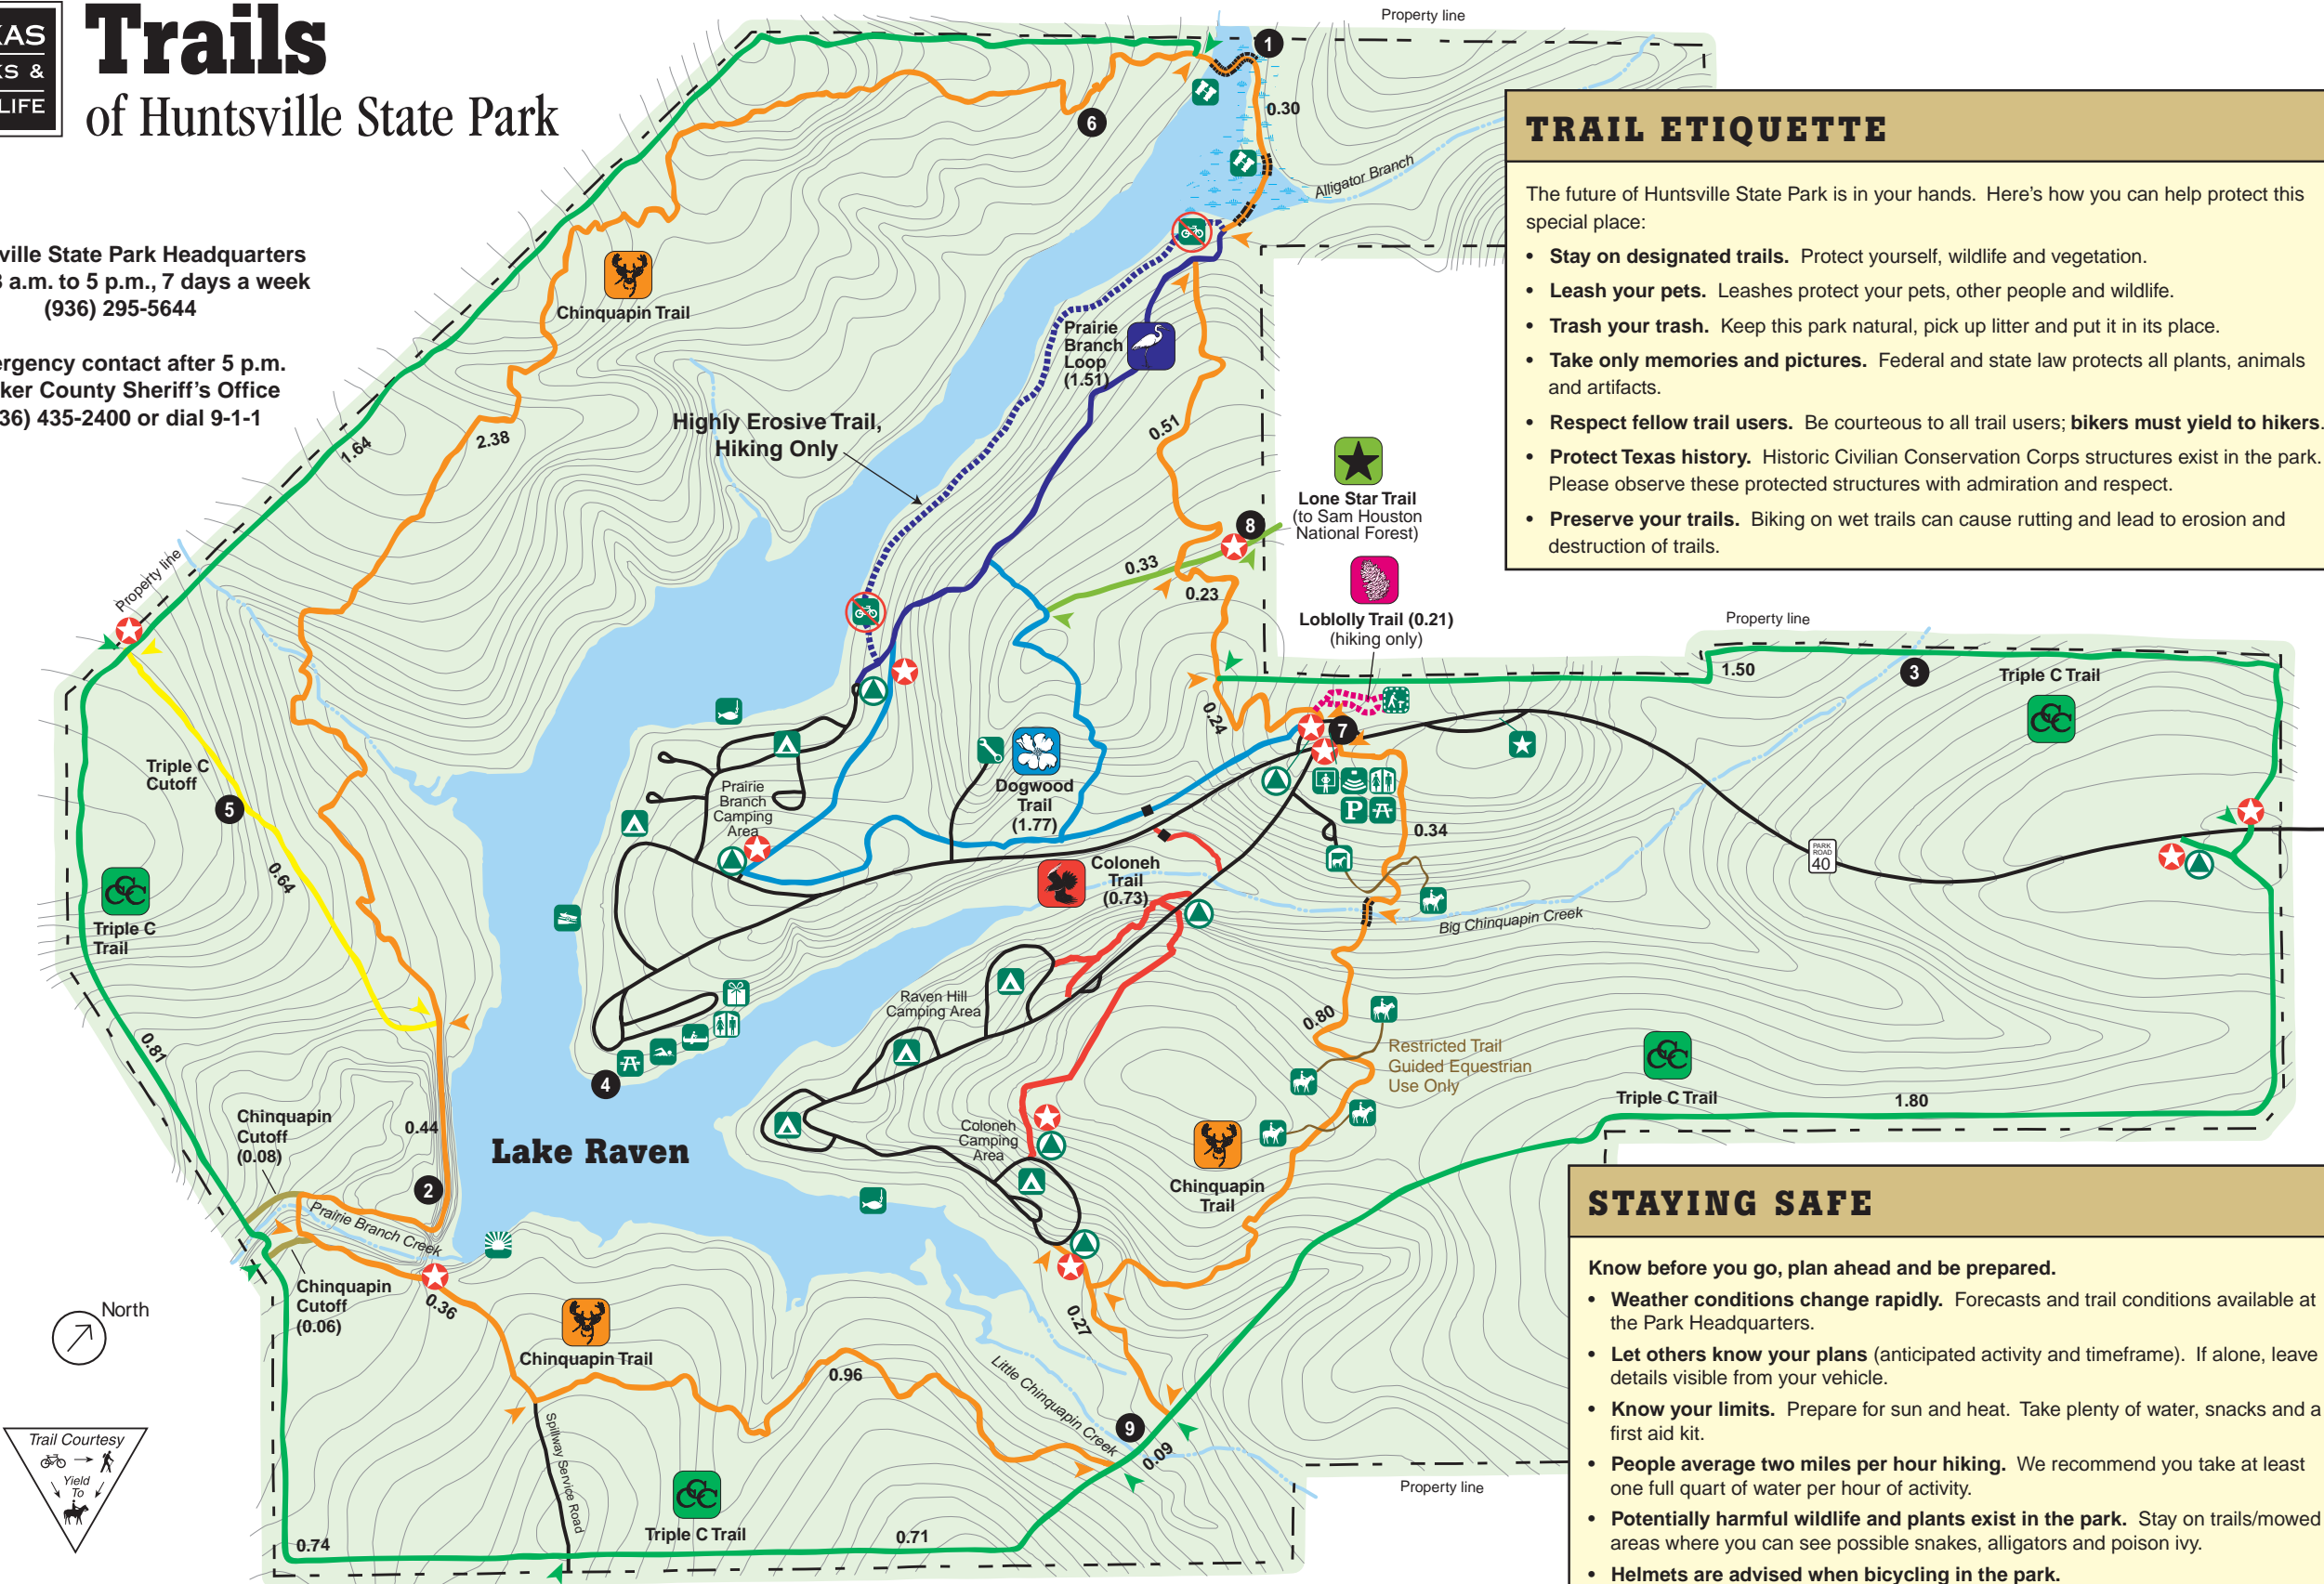 XAS
KS &
LIFE
Trails
of Huntsville State Park
ville State Park Headquarters
8 a.m. to 5 p.m., 7 days a week
(936) 295-5644
ergency contact after 5 p.m.
ker County Sheriff's Office
36) 435-2400 or dial 9-1-1
Property line
1
0.30
6
Alligator Branch
Chinquapin Trail
Prairie
Branch
Loop
(1.51)
Highly Erosive Trail,
Hiking Only
1.64
2.38
0.51
8
0.33
0.23
Lone Star Trail
(to Sam Houston
National Forest)
Loblolly Trail (0.21)
(hiking only)
Property line
TRAIL ETIQUETTE
The future of Huntsville State Park is in your hands. Here's how you can help protect this
special place:
• Stay on designated trails. Protect yourself, wildlife and vegetation.
• Leash your pets. Leashes protect your pets, other people and wildlife.
• Trash your trash. Keep this park natural, pick up litter and put it in its place.
• Take only memories and pictures. Federal and state law protects all plants, animals
and artifacts.
• Respect fellow trail users. Be courteous to all trail users; bikers must yield to hikers.
• Protect Texas history. Historic Civilian Conservation Corps structures exist in the park.
Please observe these protected structures with admiration and respect.
• Preserve your trails. Biking on wet trails can cause rutting and lead to erosion and
destruction of trails.
Property line
1.50
3
Triple C Trail
CCC
0.24
7
P
0.34
PARK
ROAD
40
Triple C
Cutoff
5
0.64
Prairie
Branch
Camping
Area
Dogwood
Trail
(1.77)
Coloneh
Trail
(0.73)
Big Chinquapin Creek
CCC
Triple C
Trail
0.81
Raven Hill
Camping Area
0.80
Restricted Trail
Guided Equestrian
Use Only
CCC
Triple C Trail
1.80
4
Lake Raven
Chinquapin
Cutoff
(0.08)
0.44
2
Prairie Branch Creek
Coloneh
Camping
Area
Chinquapin
Trail
Chinquapin
Cutoff
(0.06)
0.36
North
Chinquapin Trail
0.96
0.27
Little Chinquapin Creek
9
0.09
Property line
Spillway Service Road
CCC
Triple C Trail
0.74
0.71
Trail Courtesy
Yield
To
STAYING SAFE
Know before you go, plan ahead and be prepared.
• Weather conditions change rapidly. Forecasts and trail conditions available at
the Park Headquarters.
• Let others know your plans (anticipated activity and timeframe). If alone, leave
details visible from your vehicle.
• Know your limits. Prepare for sun and heat. Take plenty of water, snacks and a
first aid kit.
• People average two miles per hour hiking. We recommend you take at least
one full quart of water per hour of activity.
• Potentially harmful wildlife and plants exist in the park. Stay on trails/mowed
areas where you can see possible snakes, alligators and poison ivy.
• Helmets are advised when bicycling in the park.